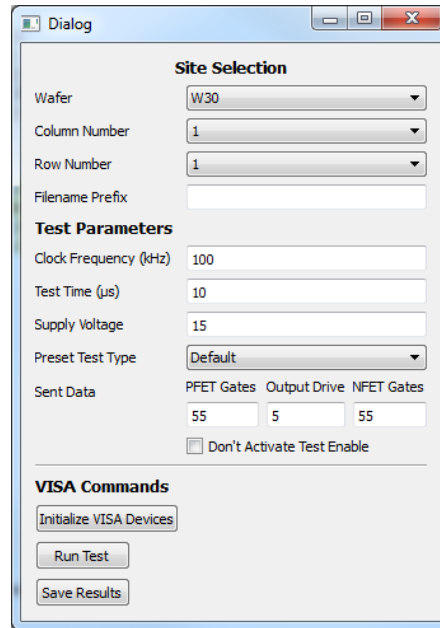 Dialog
Site Selection
Wafer W30
Column Number 1
Row Number 1
Filename Prefix
Test Parameters
Clock Frequency (kHz) 100
Test Time (µs) 10
Supply Voltage 15
Preset Test Type Default
Sent Data PFET Gates Output Drive NFET Gates
55 5 55
Don't Activate Test Enable
VISA Commands
Initialize VISA Devices
Run Test
Save Results